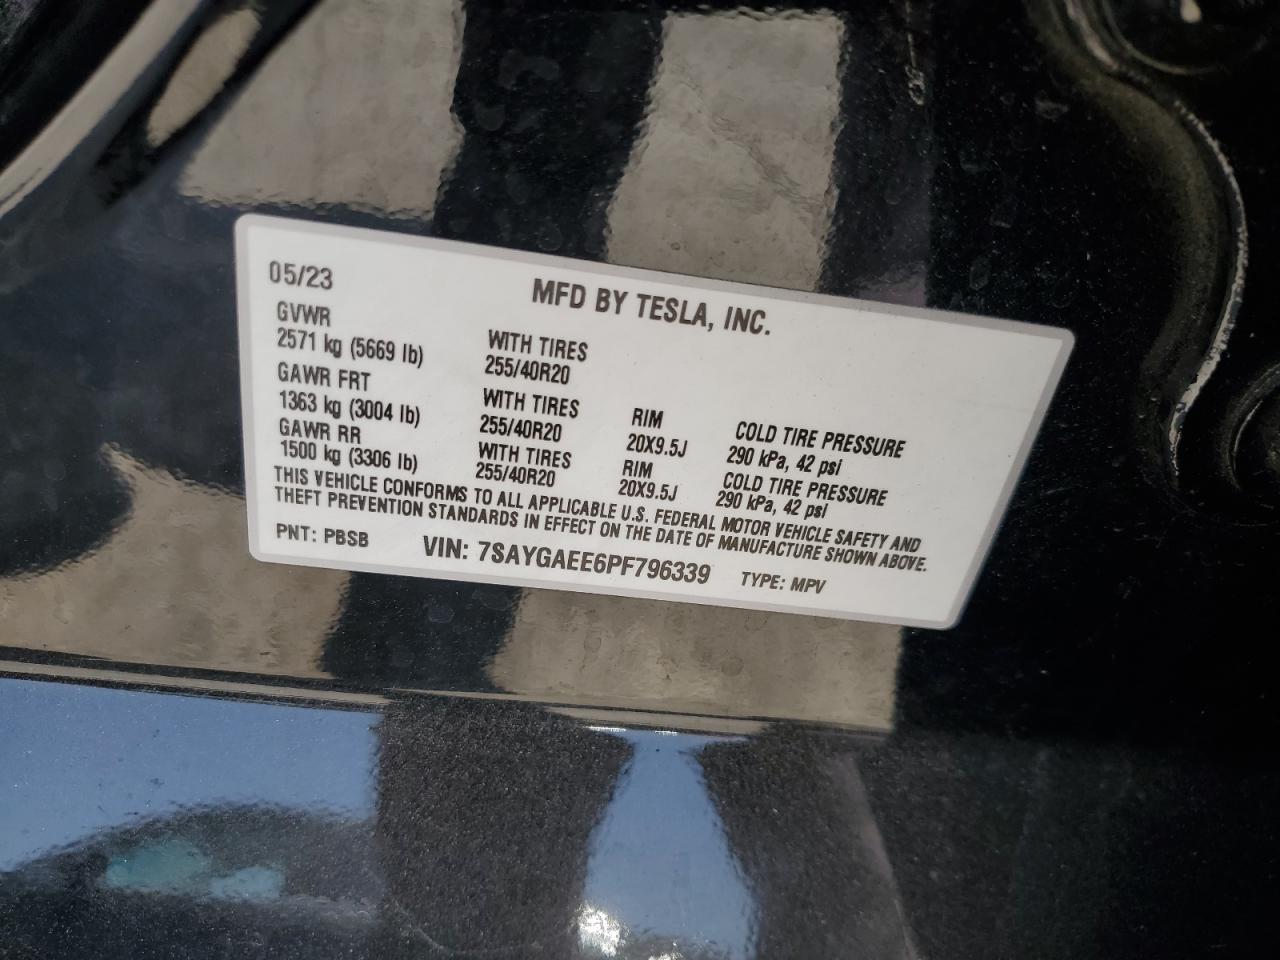 05/23
MFD BY TESLA, INC.
GVWR
2571 kg (5669 lb)
WITH TIRES
255/40R20
GAWR FRT
1363 kg (3004 lb)
WITH TIRES
255/40R20
RIM
20X9.5J
COLD TIRE PRESSURE
290 kPa, 42 psi
GAWR RR
1500 kg (3306 lb)
WITH TIRES
255/40R20
RIM
20X9.5J
COLD TIRE PRESSURE
290 kPa, 42 psi
THIS VEHICLE CONFORMS TO ALL APPLICABLE U.S. FEDERAL MOTOR VEHICLE SAFETY AND
THEFT PREVENTION STANDARDS IN EFFECT ON THE DATE OF MANUFACTURE SHOWN ABOVE.
PNT: PBSB
VIN: 7SAYGAEE6PF796339
TYPE: MPV